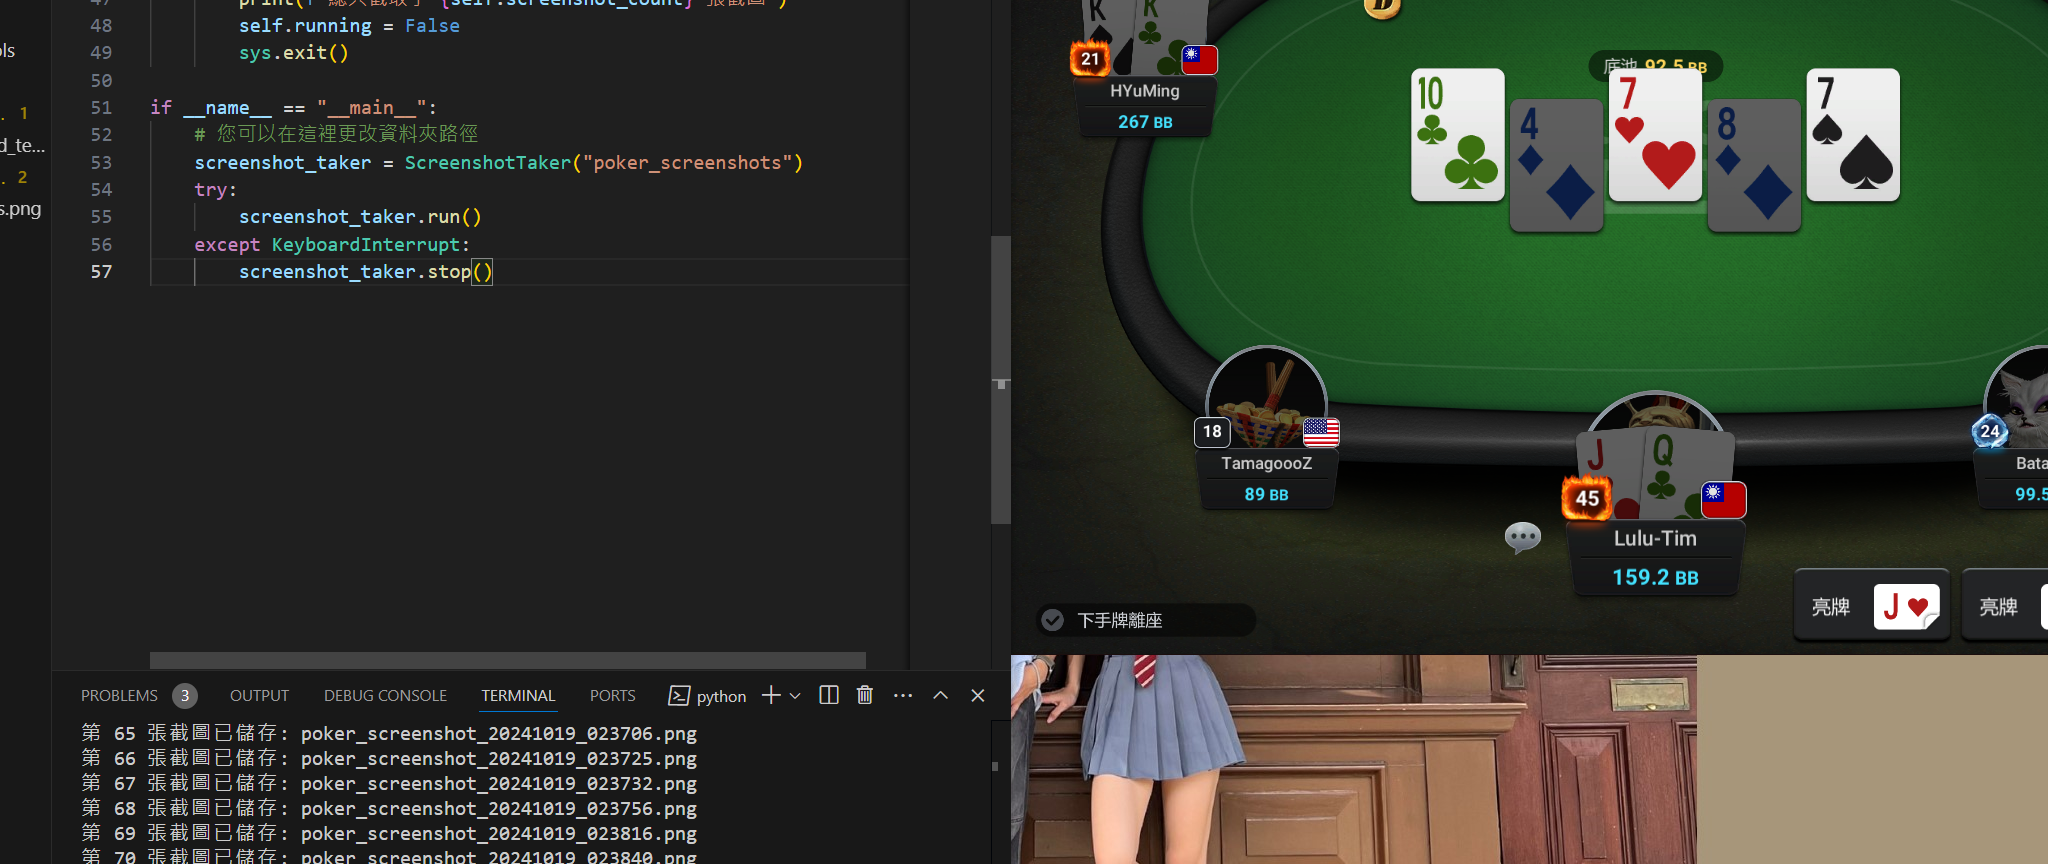 ols
. 1
d_te...
. 2
s.png
47 print(f"總共截取了 {self.screenshot_count} 張截圖")
48 self.running = False
49 sys.exit()
50
51 if __name__ == "__main__":
52 # 您可以在這裡更改資料夾路徑
53 screenshot_taker = ScreenshotTaker("poker_screenshots")
54 try:
55 screenshot_taker.run()
56 except KeyboardInterrupt:
57 screenshot_taker.stop()
PROBLEMS 3 OUTPUT DEBUG CONSOLE TERMINAL PORTS python
第 65 張截圖已儲存: poker_screenshot_20241019_023706.png
第 66 張截圖已儲存: poker_screenshot_20241019_023725.png
第 67 張截圖已儲存: poker_screenshot_20241019_023732.png
第 68 張截圖已儲存: poker_screenshot_20241019_023756.png
第 69 張截圖已儲存: poker_screenshot_20241019_023816.png
第 70 張截圖已儲存: poker_screenshot_20241019_023840.png
K K
21
HYuMing
267 BB
D
底池 92.5 BB
10 4 7 8 7
18
TamagoooZ
89 BB
J Q
45
Lulu-Tim
159.2 BB
24
Bata
99.5
下手牌離座
亮牌 J
亮牌